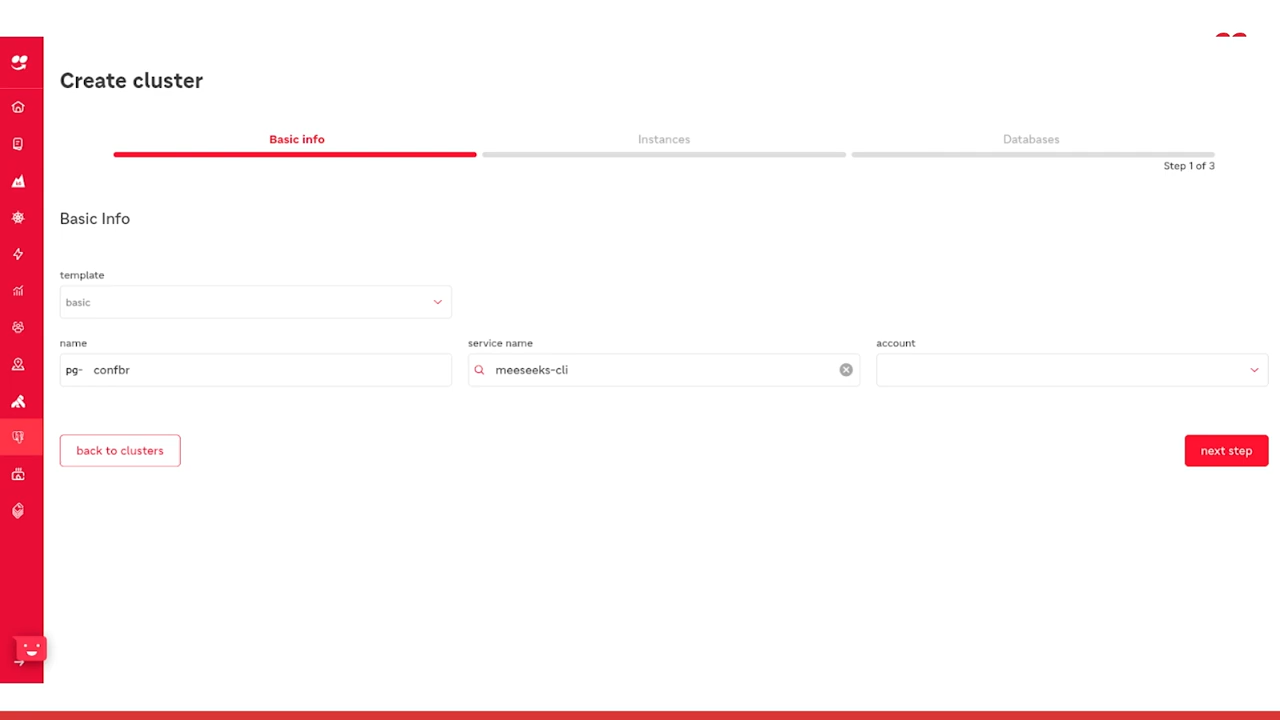 Create cluster
Basic info
Instances
Databases
Step 1 of 3
Basic Info
template
basic
name
service name
account
pg- confbr
meeseeks-cli
back to clusters
next step